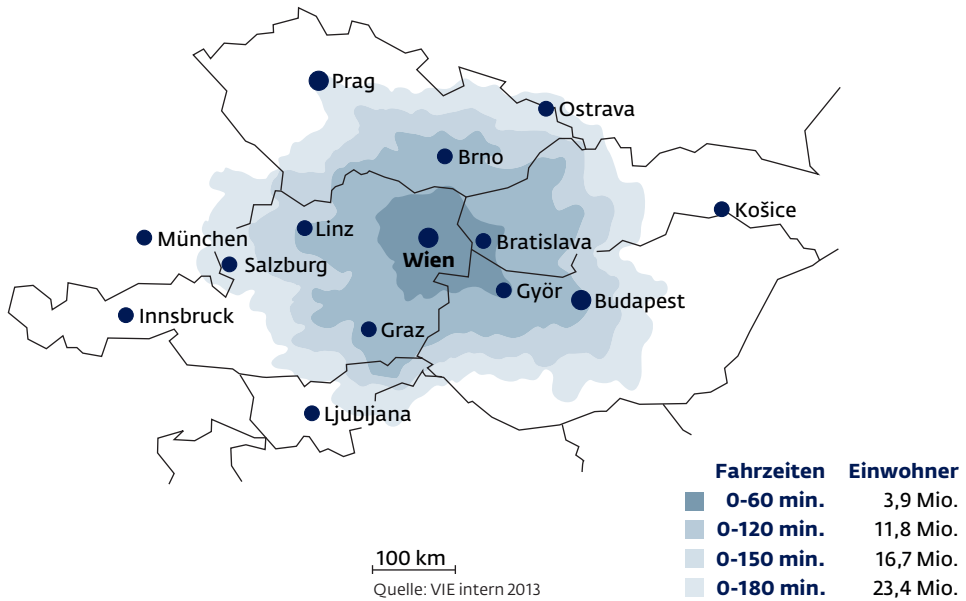 Prag
Ostrava
Brno
Košice
Linz
München
Bratislava
Wien
Salzburg
Györ
Budapest
Innsbruck
Graz
Ljubljana
Fahrzeiten Einwohner
0-60 min. 3,9 Mio.
0-120 min. 11,8 Mio.
0-150 min. 16,7 Mio.
0-180 min. 23,4 Mio.
100 km
Quelle: VIE intern 2013